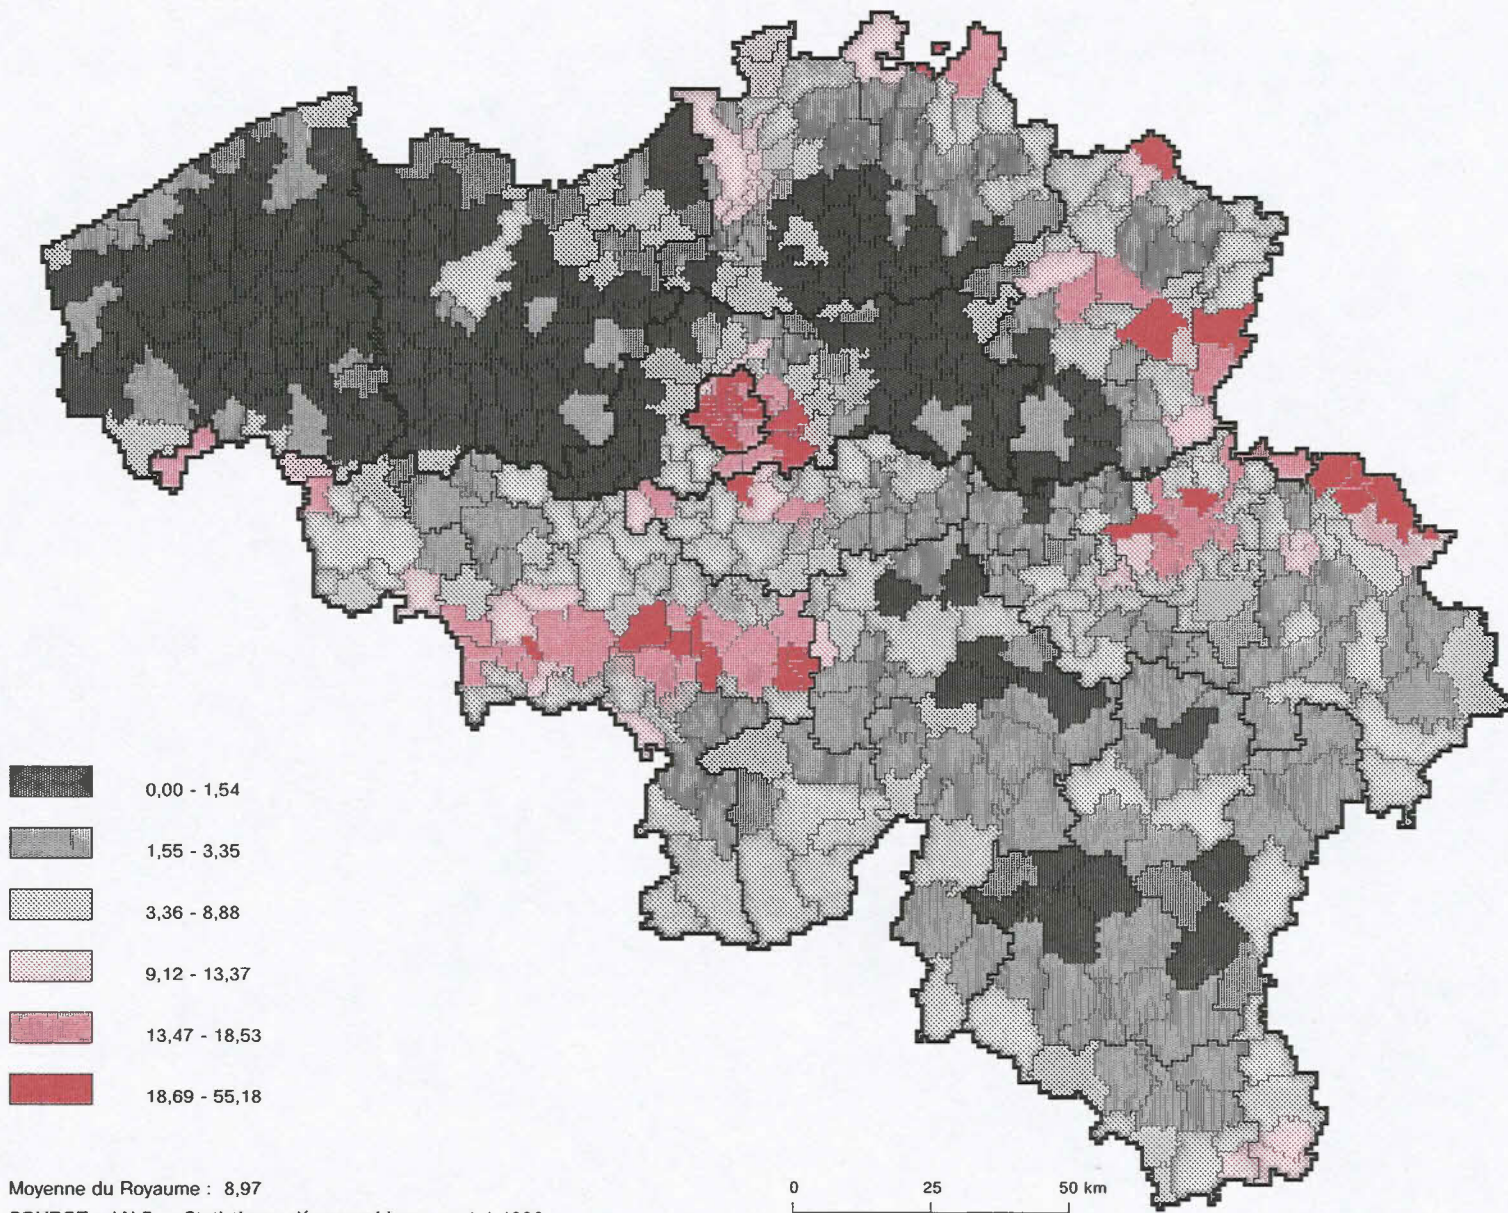 0,00 - 1,54
1,55 - 3,35
3,36 - 8,88
9,12 - 13,37
13,47 - 18,53
18,69 - 55,18
Moyenne du Royaume : 8,97
0 25 50 km